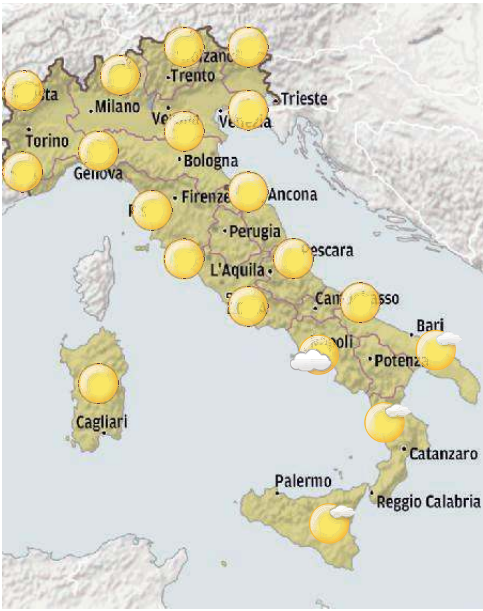 Trento
Milano
Trieste
Torino
Genova
Bologna
Firenze
Ancona
Perugia
L'Aquila
Bari
Potenza
Cagliari
Catanzaro
Palermo
Reggio Calabria